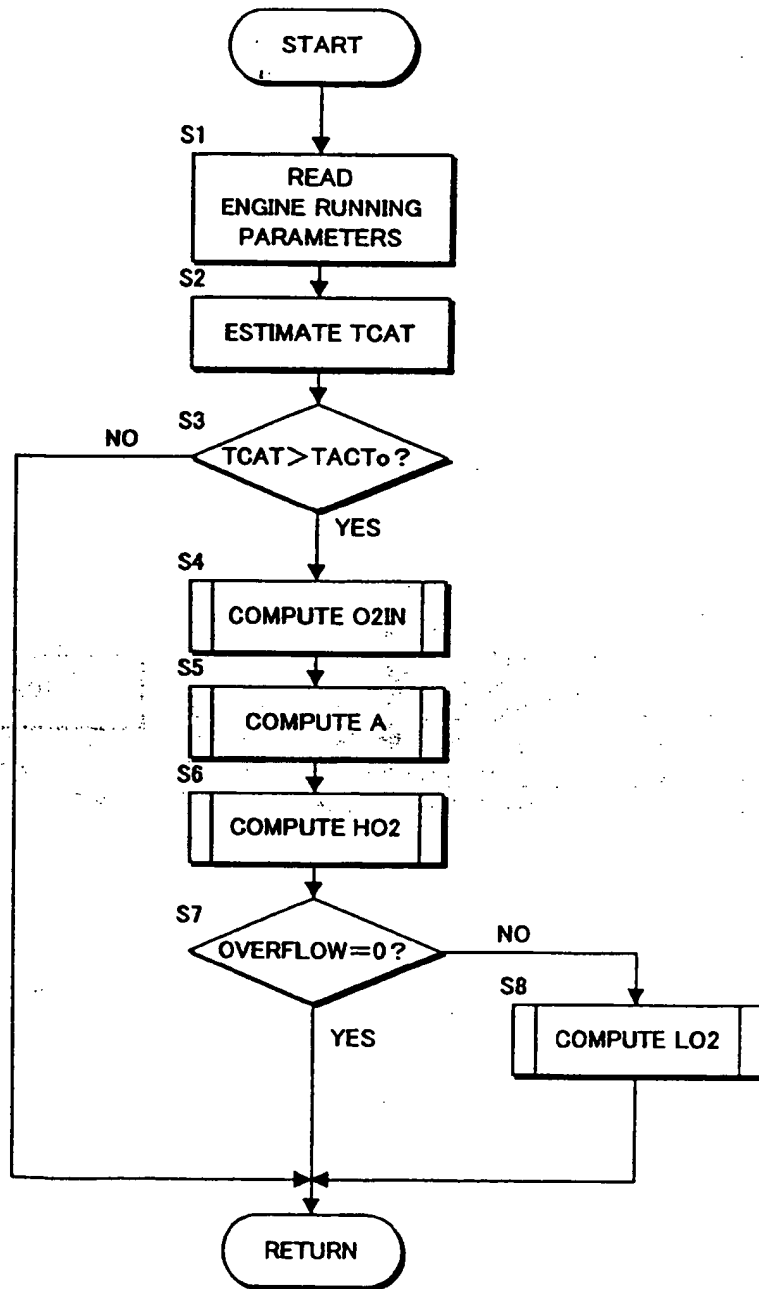 START
S1
READ
ENGINE RUNNING
PARAMETERS
S2
ESTIMATE TCAT
S3
NO
TCAT>TACTo?
YES
S4
COMPUTE O2IN
S5
COMPUTE A
S6
COMPUTE HO2
S7
OVERFLOW=0?
NO
YES
S8
COMPUTE LO2
RETURN